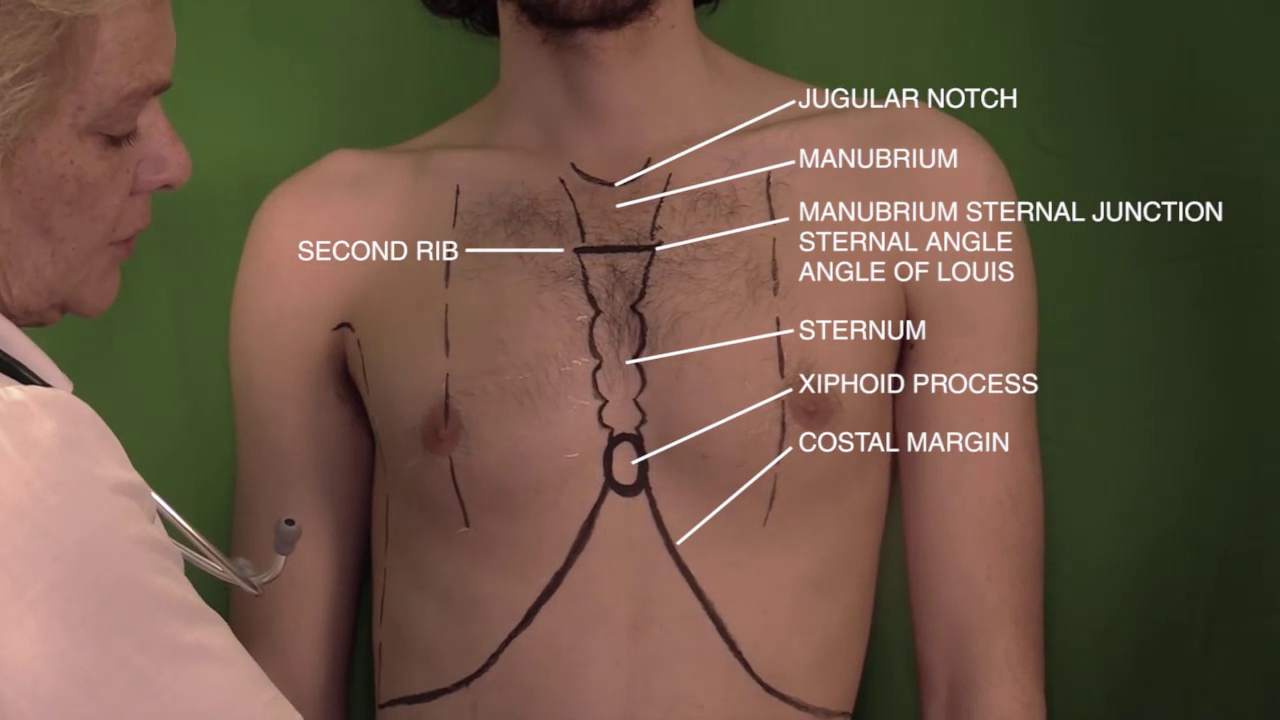 JUGULAR NOTCH
MANUBRIUM
MANUBRIUM STERNAL JUNCTION
STERNAL ANGLE
ANGLE OF LOUIS
SECOND RIB
STERNUM
XIPHOID PROCESS
COSTAL MARGIN